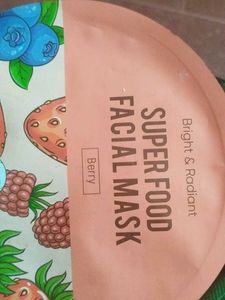 Bright & Radiant
SUPER FOOD
FACIAL MASK
Berry